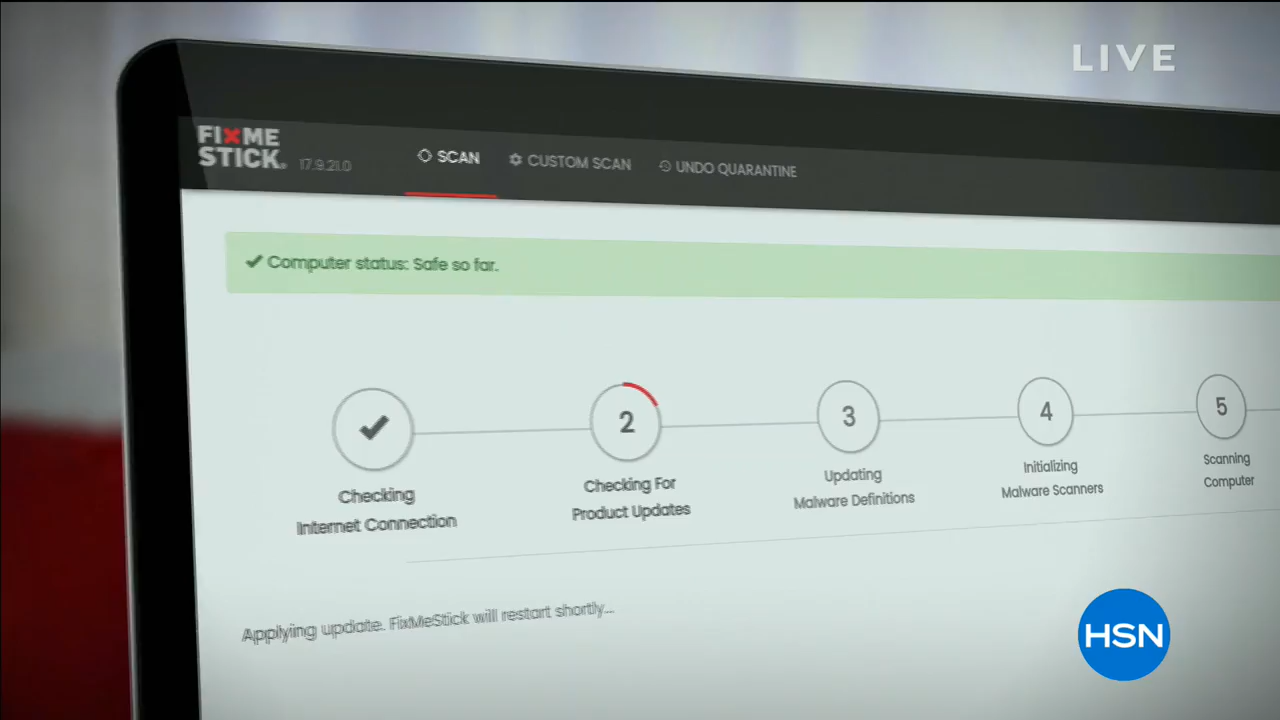 LIVE
FIXME
STICK.
17.9.21.0
SCAN
CUSTOM SCAN
UNDO QUARANTINE
Computer status: Safe so far.
2
3
4
5
Checking
Internet Connection
Checking For
Product Updates
Updating
Malware Definitions
Initializing
Malware Scanners
Scanning
Computer
Applying update. FixMeStick will restart shortly...
HSN